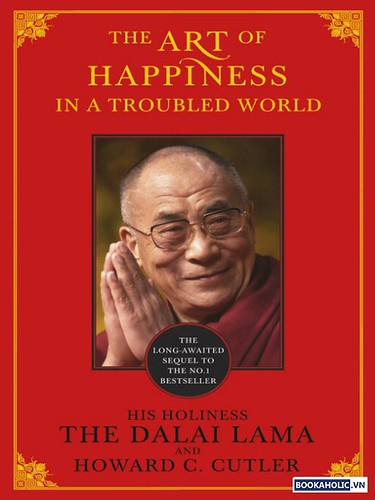 THE ART OF
HAPPINESS
IN A TROUBLED WORLD
THE
LONG-AWAITED
SEQUEL TO
THE NO.1
BESTSELLER
HIS HOLINESS
THE DALAI LAMA
AND
HOWARD C. CUTLER
BOOKAHOLIC.VN